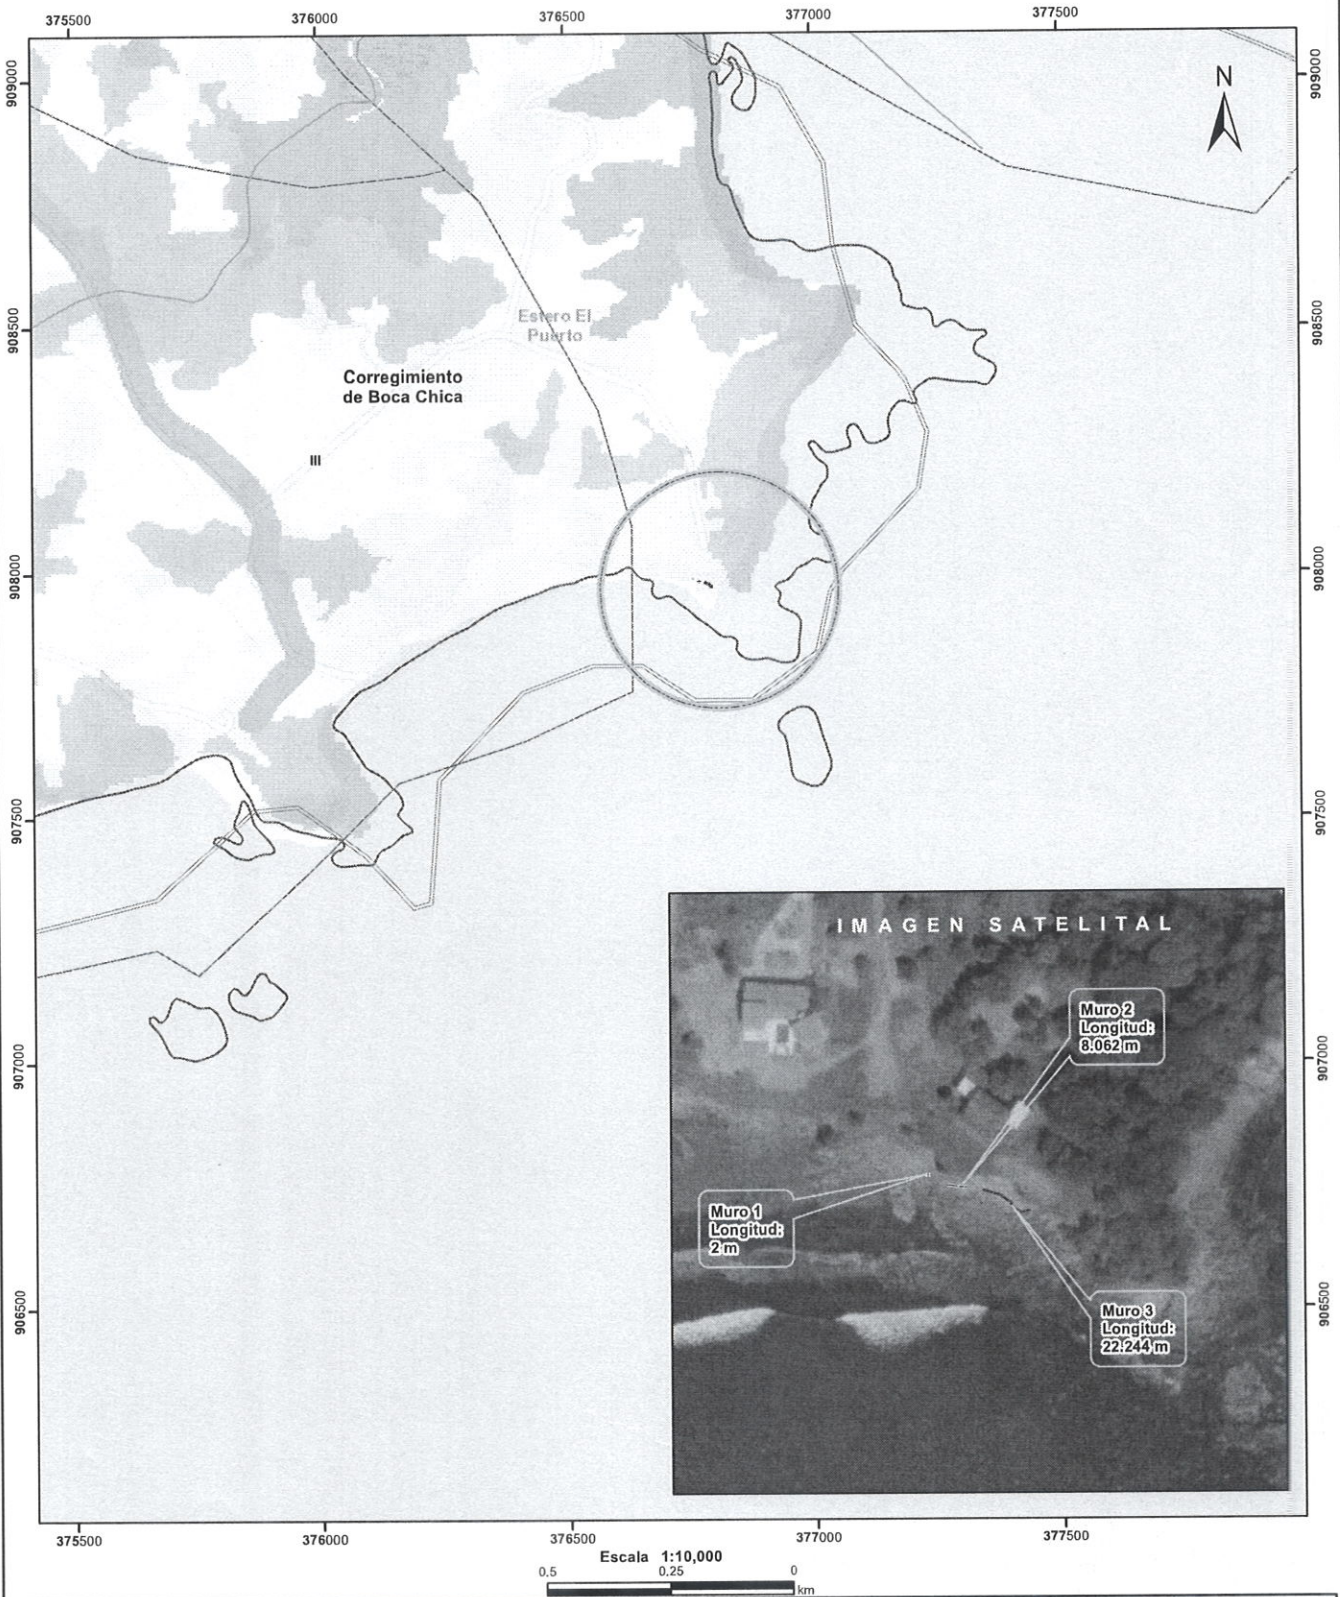 375500 376000 376500 377000 377500
909000
909000
N
908500
908500
Estero El
Puerto
Corregimiento
de Boca Chica
III
908000
908000
907500
907500
IMAGEN SATELITAL
Muro 2
Longitud:
8.062 m
907000
907000
Muro 1
Longitud:
2 m
Muro 3
Longitud:
22.244 m
906500
906500
375500 376000 376500 377000 377500
Escala 1:10,000
0.5 0.25 0
km